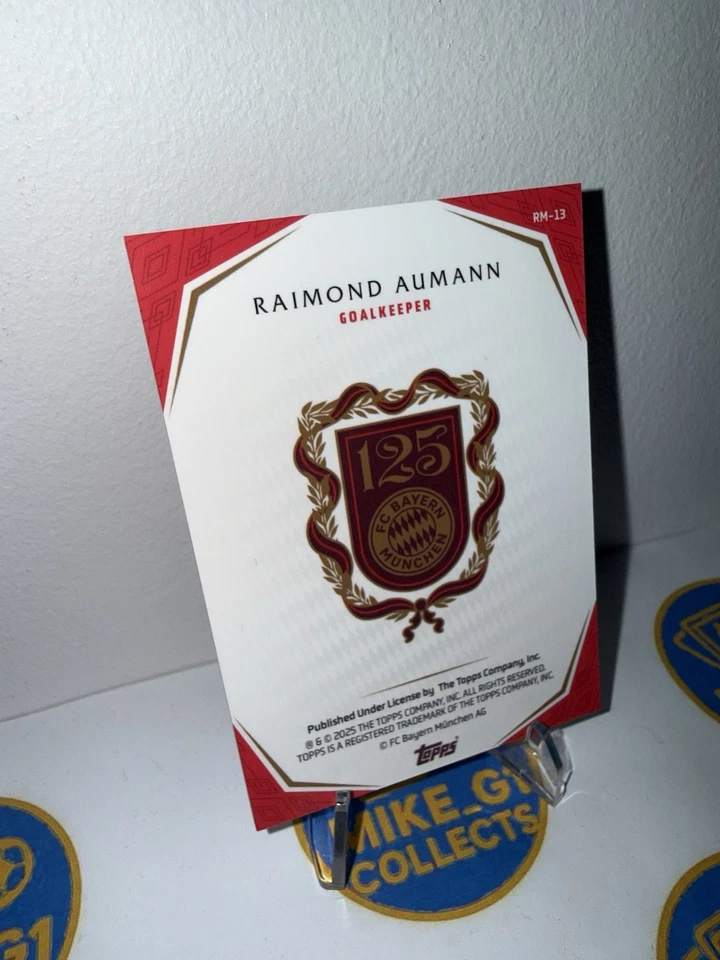 RM-13
RAIMOND AUMANN
GOALKEEPER
125
FC BAYERN
MÜNCHEN
Published Under License by The Topps Company, Inc.
® & © 2025 THE TOPPS COMPANY, INC. ALL RIGHTS RESERVED.
TOPPS IS A REGISTERED TRADEMARK OF THE TOPPS COMPANY, INC.
© FC Bayern München AG
topps
MIKE_G1
COLLECTS
G1